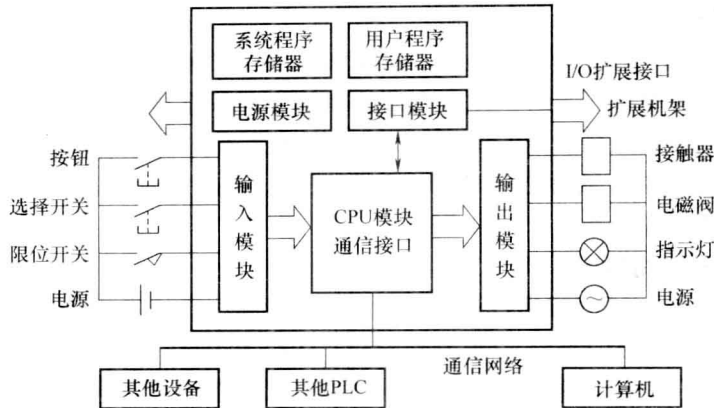 系统程序
存储器
用户程序
存储器
I/O扩展接口
电源模块
接口模块
扩展机架
按钮
选择开关
限位开关
电源
输入模块
CPU模块
通信接口
输出模块
接触器
电磁阀
指示灯
电源
通信网络
其他设备
其他PLC
计算机